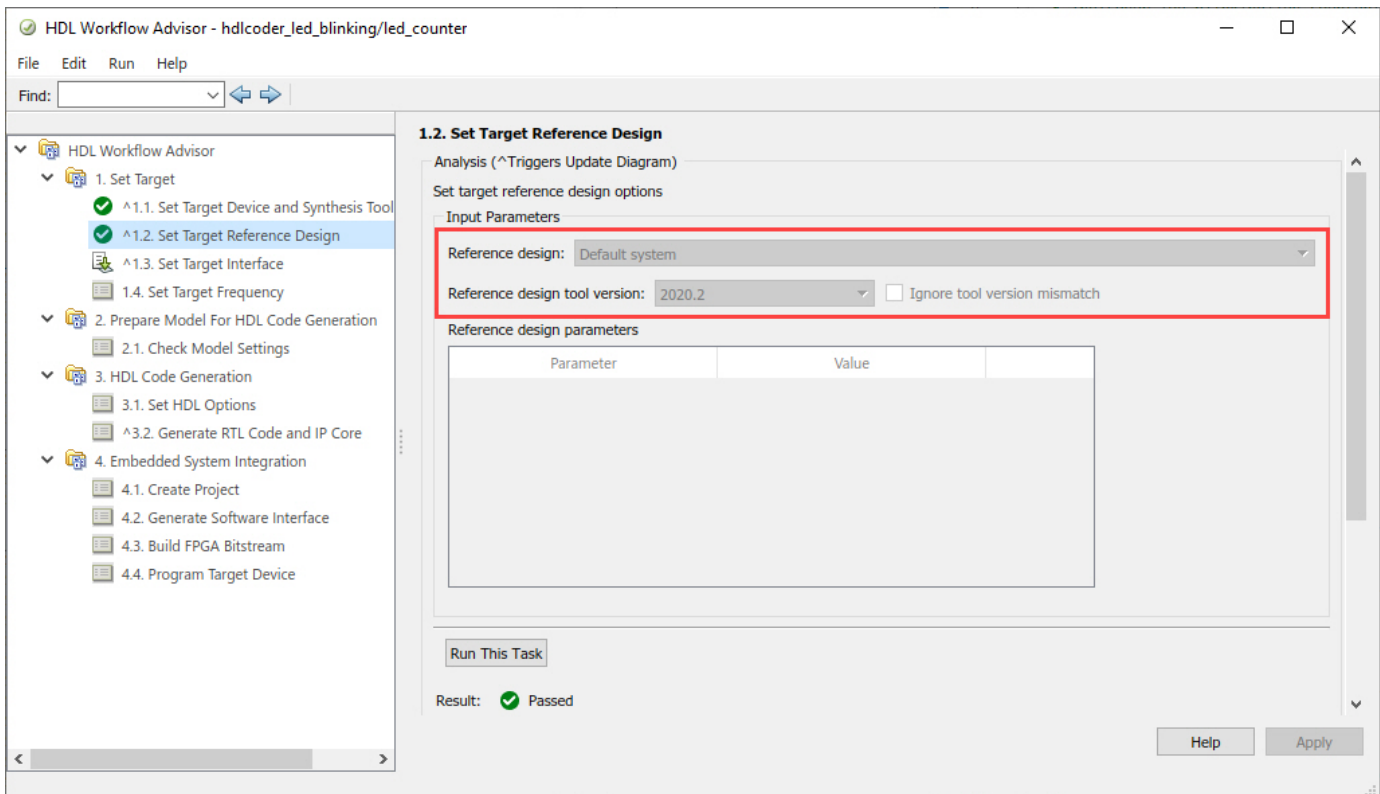 HDL Workflow Advisor - hdlcoder_led_blinking/led_counter
File Edit Run Help
Find:
HDL Workflow Advisor
1. Set Target
^1.1. Set Target Device and Synthesis Tool
^1.2. Set Target Reference Design
^1.3. Set Target Interface
1.4. Set Target Frequency
2. Prepare Model For HDL Code Generation
2.1. Check Model Settings
3. HDL Code Generation
3.1. Set HDL Options
^3.2. Generate RTL Code and IP Core
4. Embedded System Integration
4.1. Create Project
4.2. Generate Software Interface
4.3. Build FPGA Bitstream
4.4. Program Target Device
1.2. Set Target Reference Design
Analysis (^Triggers Update Diagram)
Set target reference design options
Input Parameters
Reference design: Default system
Reference design tool version: 2020.2 Ignore tool version mismatch
Reference design parameters
Parameter Value
Run This Task
Result: Passed
Help Apply